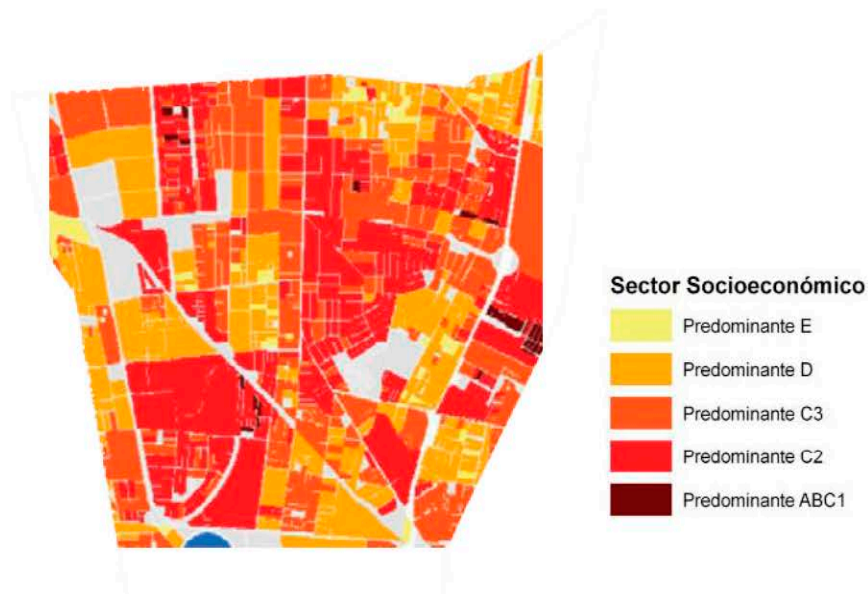 Sector Socioeconómico
Predominante E
Predominante D
Predominante C3
Predominante C2
Predominante ABC1